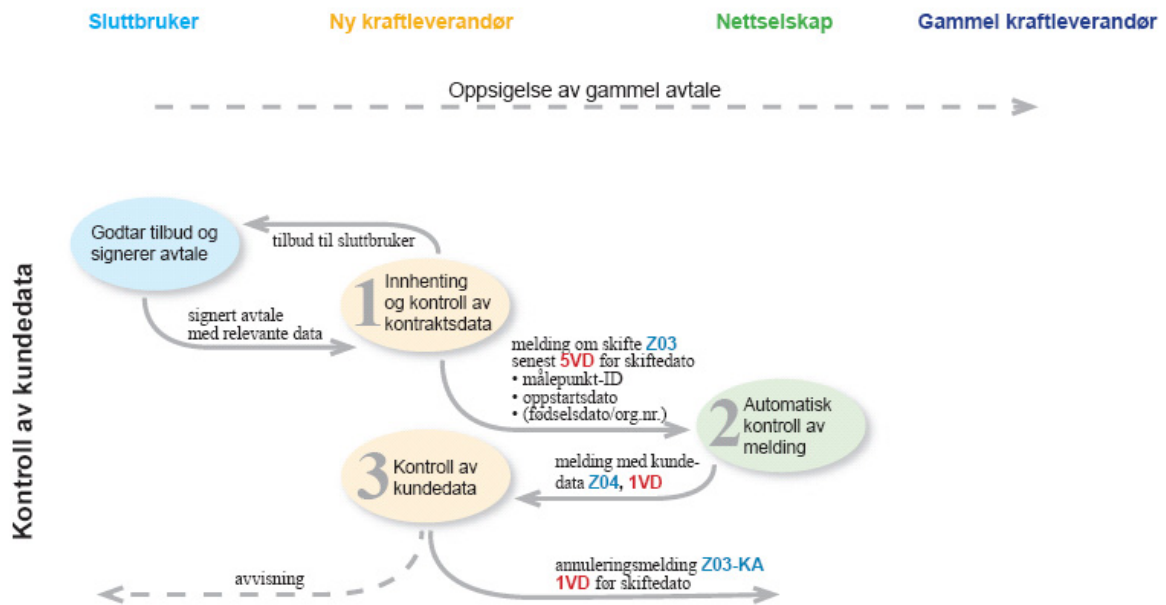 Sluttbruker
Ny kraftleverandør
Nettselskap
Gammel kraftleverandør
Oppsigelse av gammel avtale
Kontroll av kundedata
Godtar tilbud og
signerer avtale
tilbud til sluttbruker
1
Innhenting
og kontroll av
kontraktsdata
signert avtale
med relevante data
melding om skifte Z03
senest 5VD før skiftedato
• målepunkt-ID
• oppstartsdato
• (fødselsdato/org.nr.)
2
Automatisk
kontroll av
melding
melding med kunde-
data Z04, 1VD
3
Kontroll av
kundedata
avvisning
annuleringsmelding Z03-KA
1VD før skiftedato